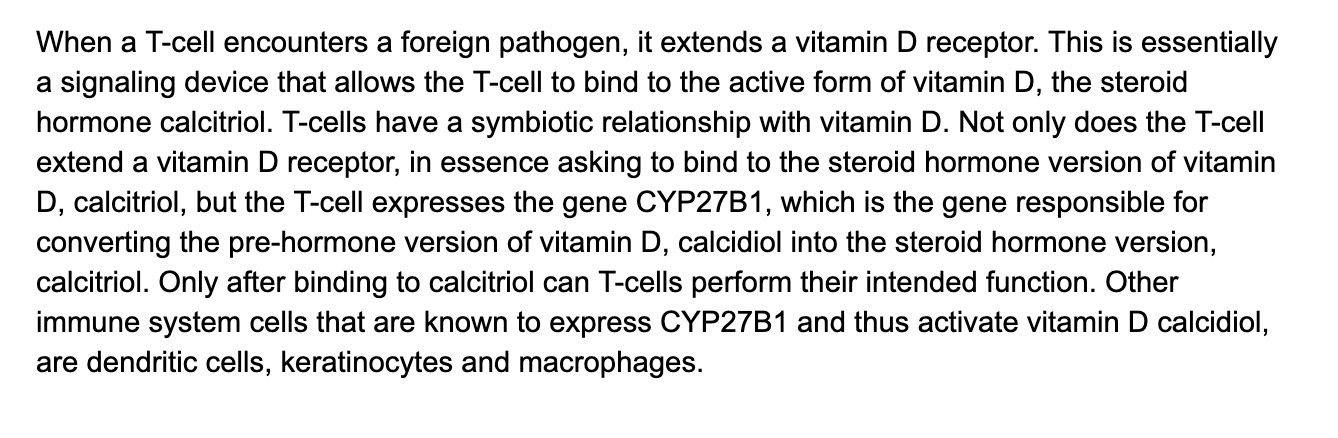 When a T-cell encounters a foreign pathogen, it extends a vitamin D receptor. This is essentially
a signaling device that allows the T-cell to bind to the active form of vitamin D, the steroid
hormone calcitriol. T-cells have a symbiotic relationship with vitamin D. Not only does the T-cell
extend a vitamin D receptor, in essence asking to bind to the steroid hormone version of vitamin
D, calcitriol, but the T-cell expresses the gene CYP27B1, which is the gene responsible for
converting the pre-hormone version of vitamin D, calcidiol into the steroid hormone version,
calcitriol. Only after binding to calcitriol can T-cells perform their intended function. Other
immune system cells that are known to express CYP27B1 and thus activate vitamin D calcidiol,
are dendritic cells, keratinocytes and macrophages.